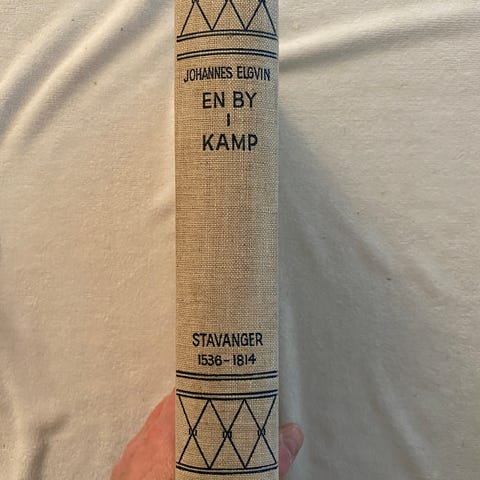 JOHANNES ELGVIN
EN BY
I
KAMP
STAVANGER
1536-1814